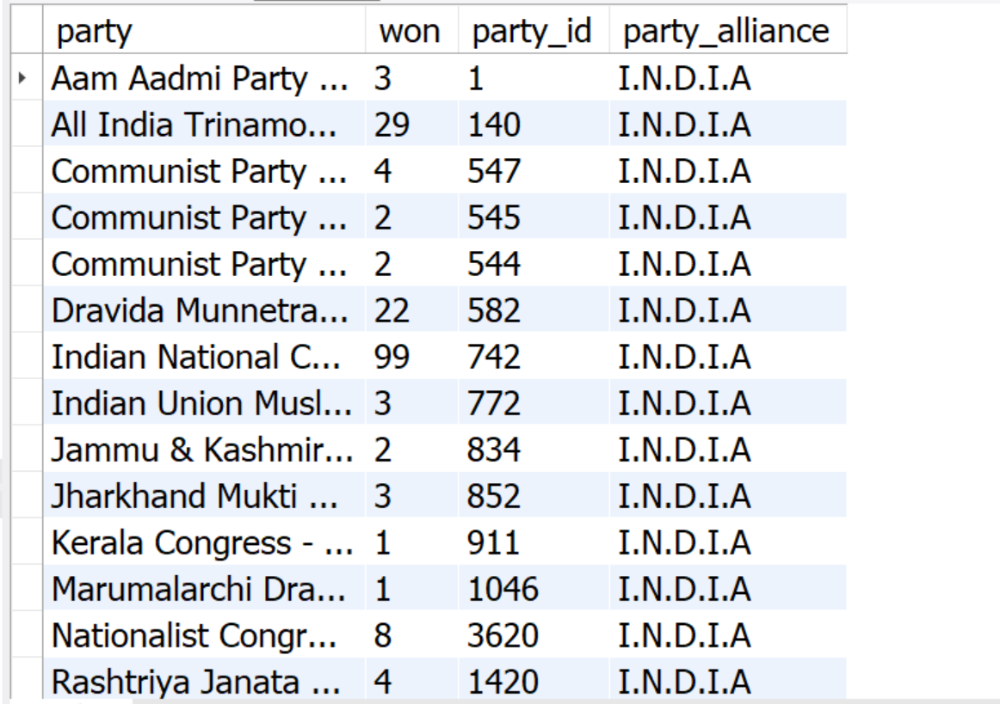 party won party_id party_alliance
Aam Aadmi Party ... 3 1 I.N.D.I.A
All India Trinamo... 29 140 I.N.D.I.A
Communist Party ... 4 547 I.N.D.I.A
Communist Party ... 2 545 I.N.D.I.A
Communist Party ... 2 544 I.N.D.I.A
Dravida Munnetra... 22 582 I.N.D.I.A
Indian National C... 99 742 I.N.D.I.A
Indian Union Musl... 3 772 I.N.D.I.A
Jammu & Kashmir... 2 834 I.N.D.I.A
Jharkhand Mukti ... 3 852 I.N.D.I.A
Kerala Congress - ... 1 911 I.N.D.I.A
Marumalarchi Dra... 1 1046 I.N.D.I.A
Nationalist Congr... 8 3620 I.N.D.I.A
Rashtriya Janata ... 4 1420 I.N.D.I.A